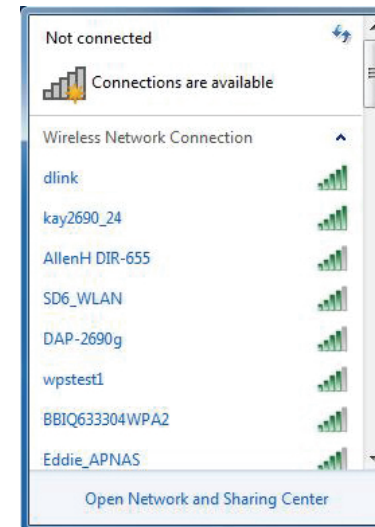 Not connected
Connections are available
Wireless Network Connection
dlink
kay2690_24
AllenH DIR-655
SD6_WLAN
DAP-2690g
wpstest1
BBIQ633304WPA2
Eddie_APNAS
Open Network and Sharing Center